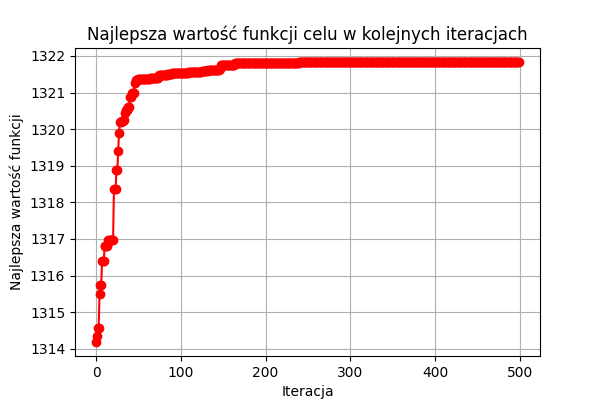 Najlepsza wartość funkcji celu w kolejnych iteracjach
1322
1321
1320
1319
1318
1317
1316
1315
1314
Najlepsza wartość funkcji
0 100 200 300 400 500
Iteracja